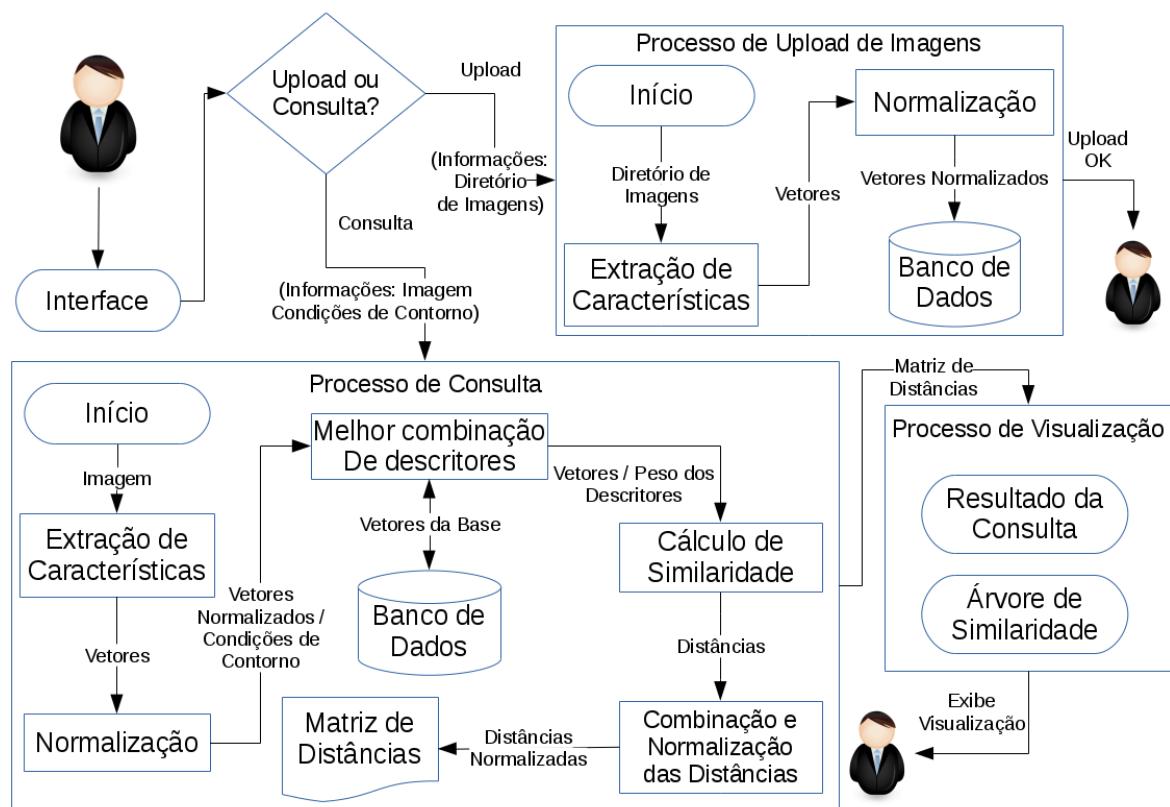 Upload ou
Consulta?
Upload
(Informações:
Diretório
de Imagens)
Consulta
(Informações: Imagem
Condições de Contorno)
Interface
Processo de Upload de Imagens
Início
Diretório de
Imagens
Extração de
Características
Vetores
Normalização
Vetores Normalizados
Banco de
Dados
Upload
OK
Processo de Consulta
Início
Imagem
Extração de
Características
Vetores
Normalização
Vetores
Normalizados /
Condições de
Contorno
Melhor combinação
De descritores
Vetores da Base
Banco de
Dados
Vetores / Peso dos
Descritores
Cálculo de
Similaridade
Distâncias
Combinação e
Normalização
das Distâncias
Distâncias
Normalizadas
Matriz de
Distâncias
Matriz de
Distâncias
Processo de Visualização
Resultado da
Consulta
Árvore de
Similaridade
Exibe
Visualização